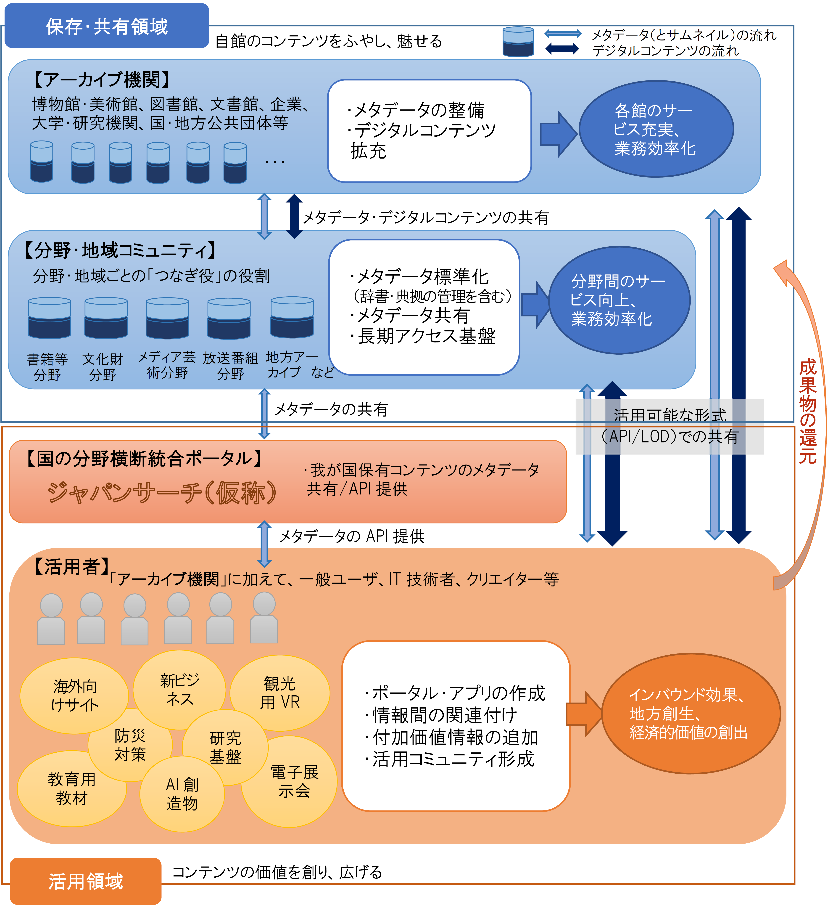 保存・共有領域
自館のコンテンツをふやし、魅せる
メタデータ(とサムネイル)の流れ
デジタルコンテンツの流れ
【アーカイブ機関】
博物館・美術館、図書館、文書館、企業、
大学・研究機関、国・地方公共団体等
…
・メタデータの整備
・デジタルコンテンツ
拡充
各館のサー
ビス充実、
業務効率化
メタデータ・デジタルコンテンツの共有
【分野・地域コミュニティ】
分野・地域ごとの「つなぎ役」の役割
書籍等
分野
文化財
分野
メディア芸
術分野
放送番組
分野
地方アー
カイブ など
・メタデータ標準化
(辞書・典拠の管理を含む)
・メタデータ共有
・長期アクセス基盤
分野間のサー
ビス向上、
業務効率化
メタデータの共有
活用可能な形式
(API/LOD)での共有
成果物の還元
【国の分野横断統合ポータル】
ジャパンサーチ(仮称)
・我が国保有コンテンツのメタデータ
共有/API 提供
メタデータの API 提供
【活用者】
「アーカイブ機関」に加えて、一般ユーザ、IT 技術者、クリエイター等
海外向
けサイト
新ビジ
ネス
観光
用 VR
防災
対策
研究
基盤
教育用
教材
AI 創
造物
電子展
示会
・ポータル・アプリの作成
・情報間の関連付け
・付加価値情報の追加
・活用コミュニティ形成
インバウンド効果、
地方創生、
経済的価値の創出
活用領域
コンテンツの価値を創り、広げる